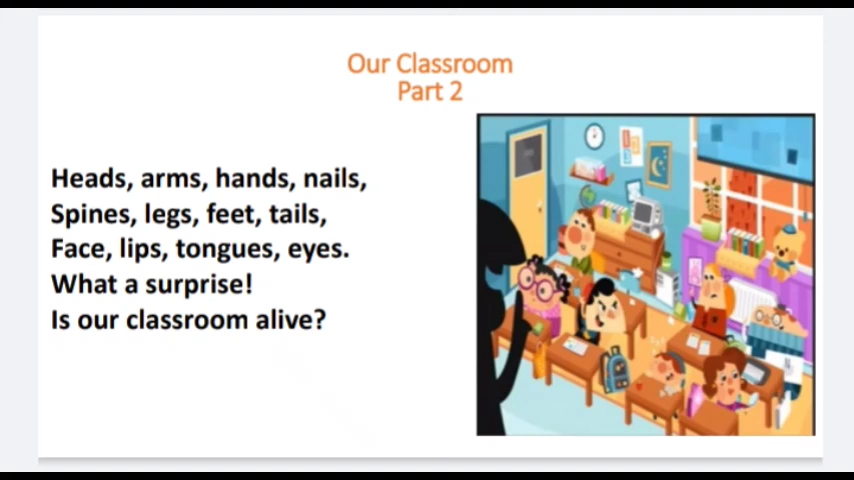 Our Classroom
Part 2
Heads, arms, hands, nails,
Spines, legs, feet, tails,
Face, lips, tongues, eyes.
What a surprise!
Is our classroom alive?